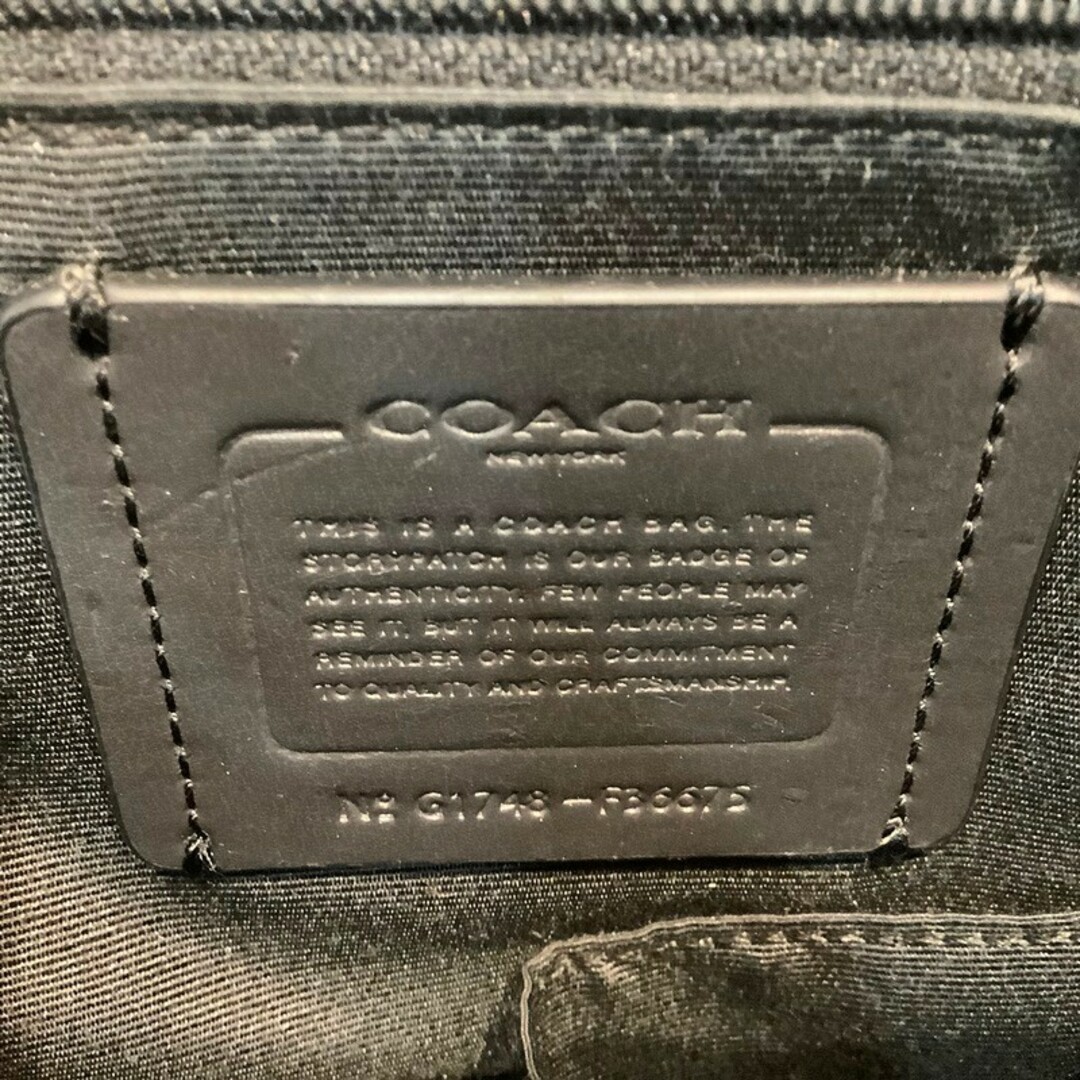 COACH
NEW YORK
THIS IS A COACH BAG. THE
STORYPATCH IS OUR BADGE OF
AUTHENTICITY. FEW PEOPLE MAY
SEE IT, BUT IT WILL ALWAYS BE A
REMINDER OF OUR COMMITMENT
TO QUALITY AND CRAFTSMANSHIP.
Nº G1748-F36675